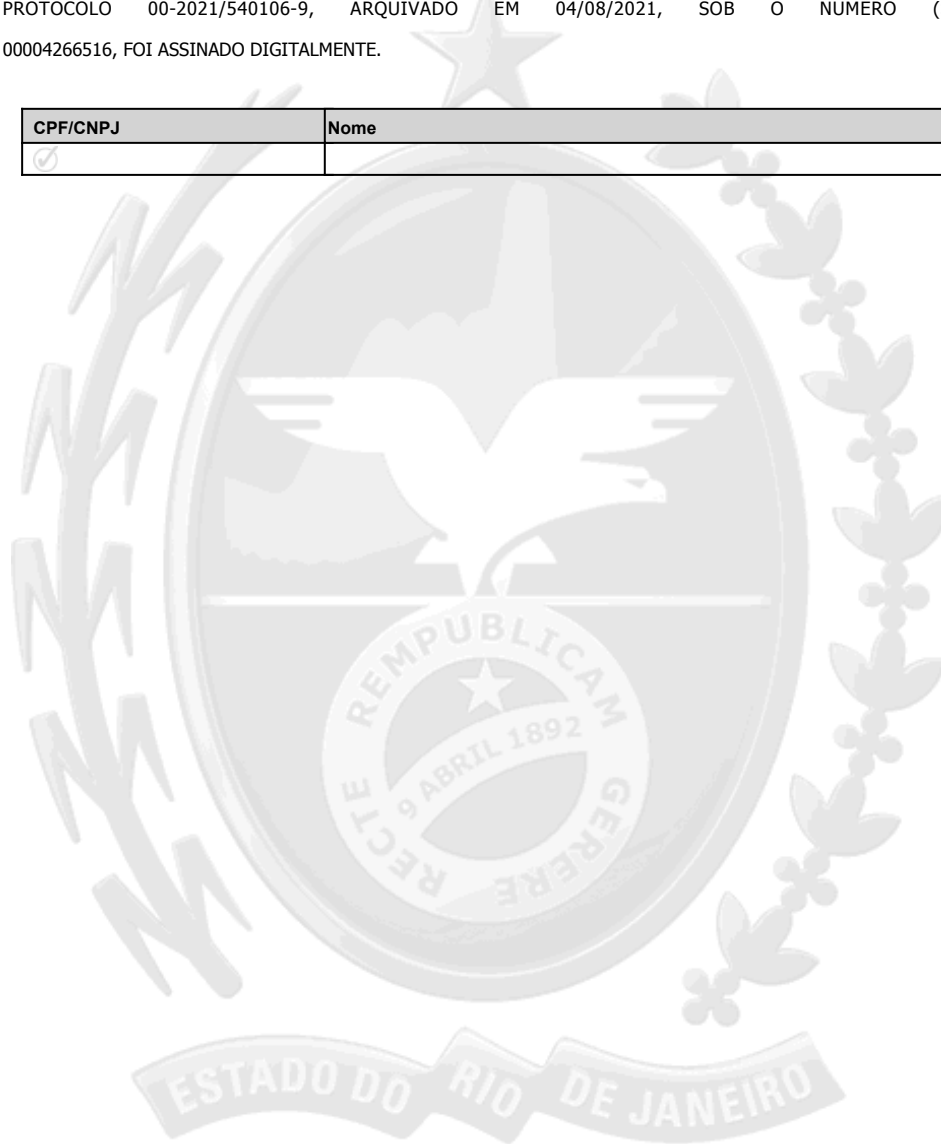 PROTOCOLO 00-2021/540106-9, ARQUIVADO EM 04/08/2021, SOB O NUMERO (
00004266516, FOI ASSINADO DIGITALMENTE.
CPF/CNPJ Nome
REMPUBLICAM
9 ABRIL 1892
RECTE GERERE
ESTADO DO RIO DE JANEIRO